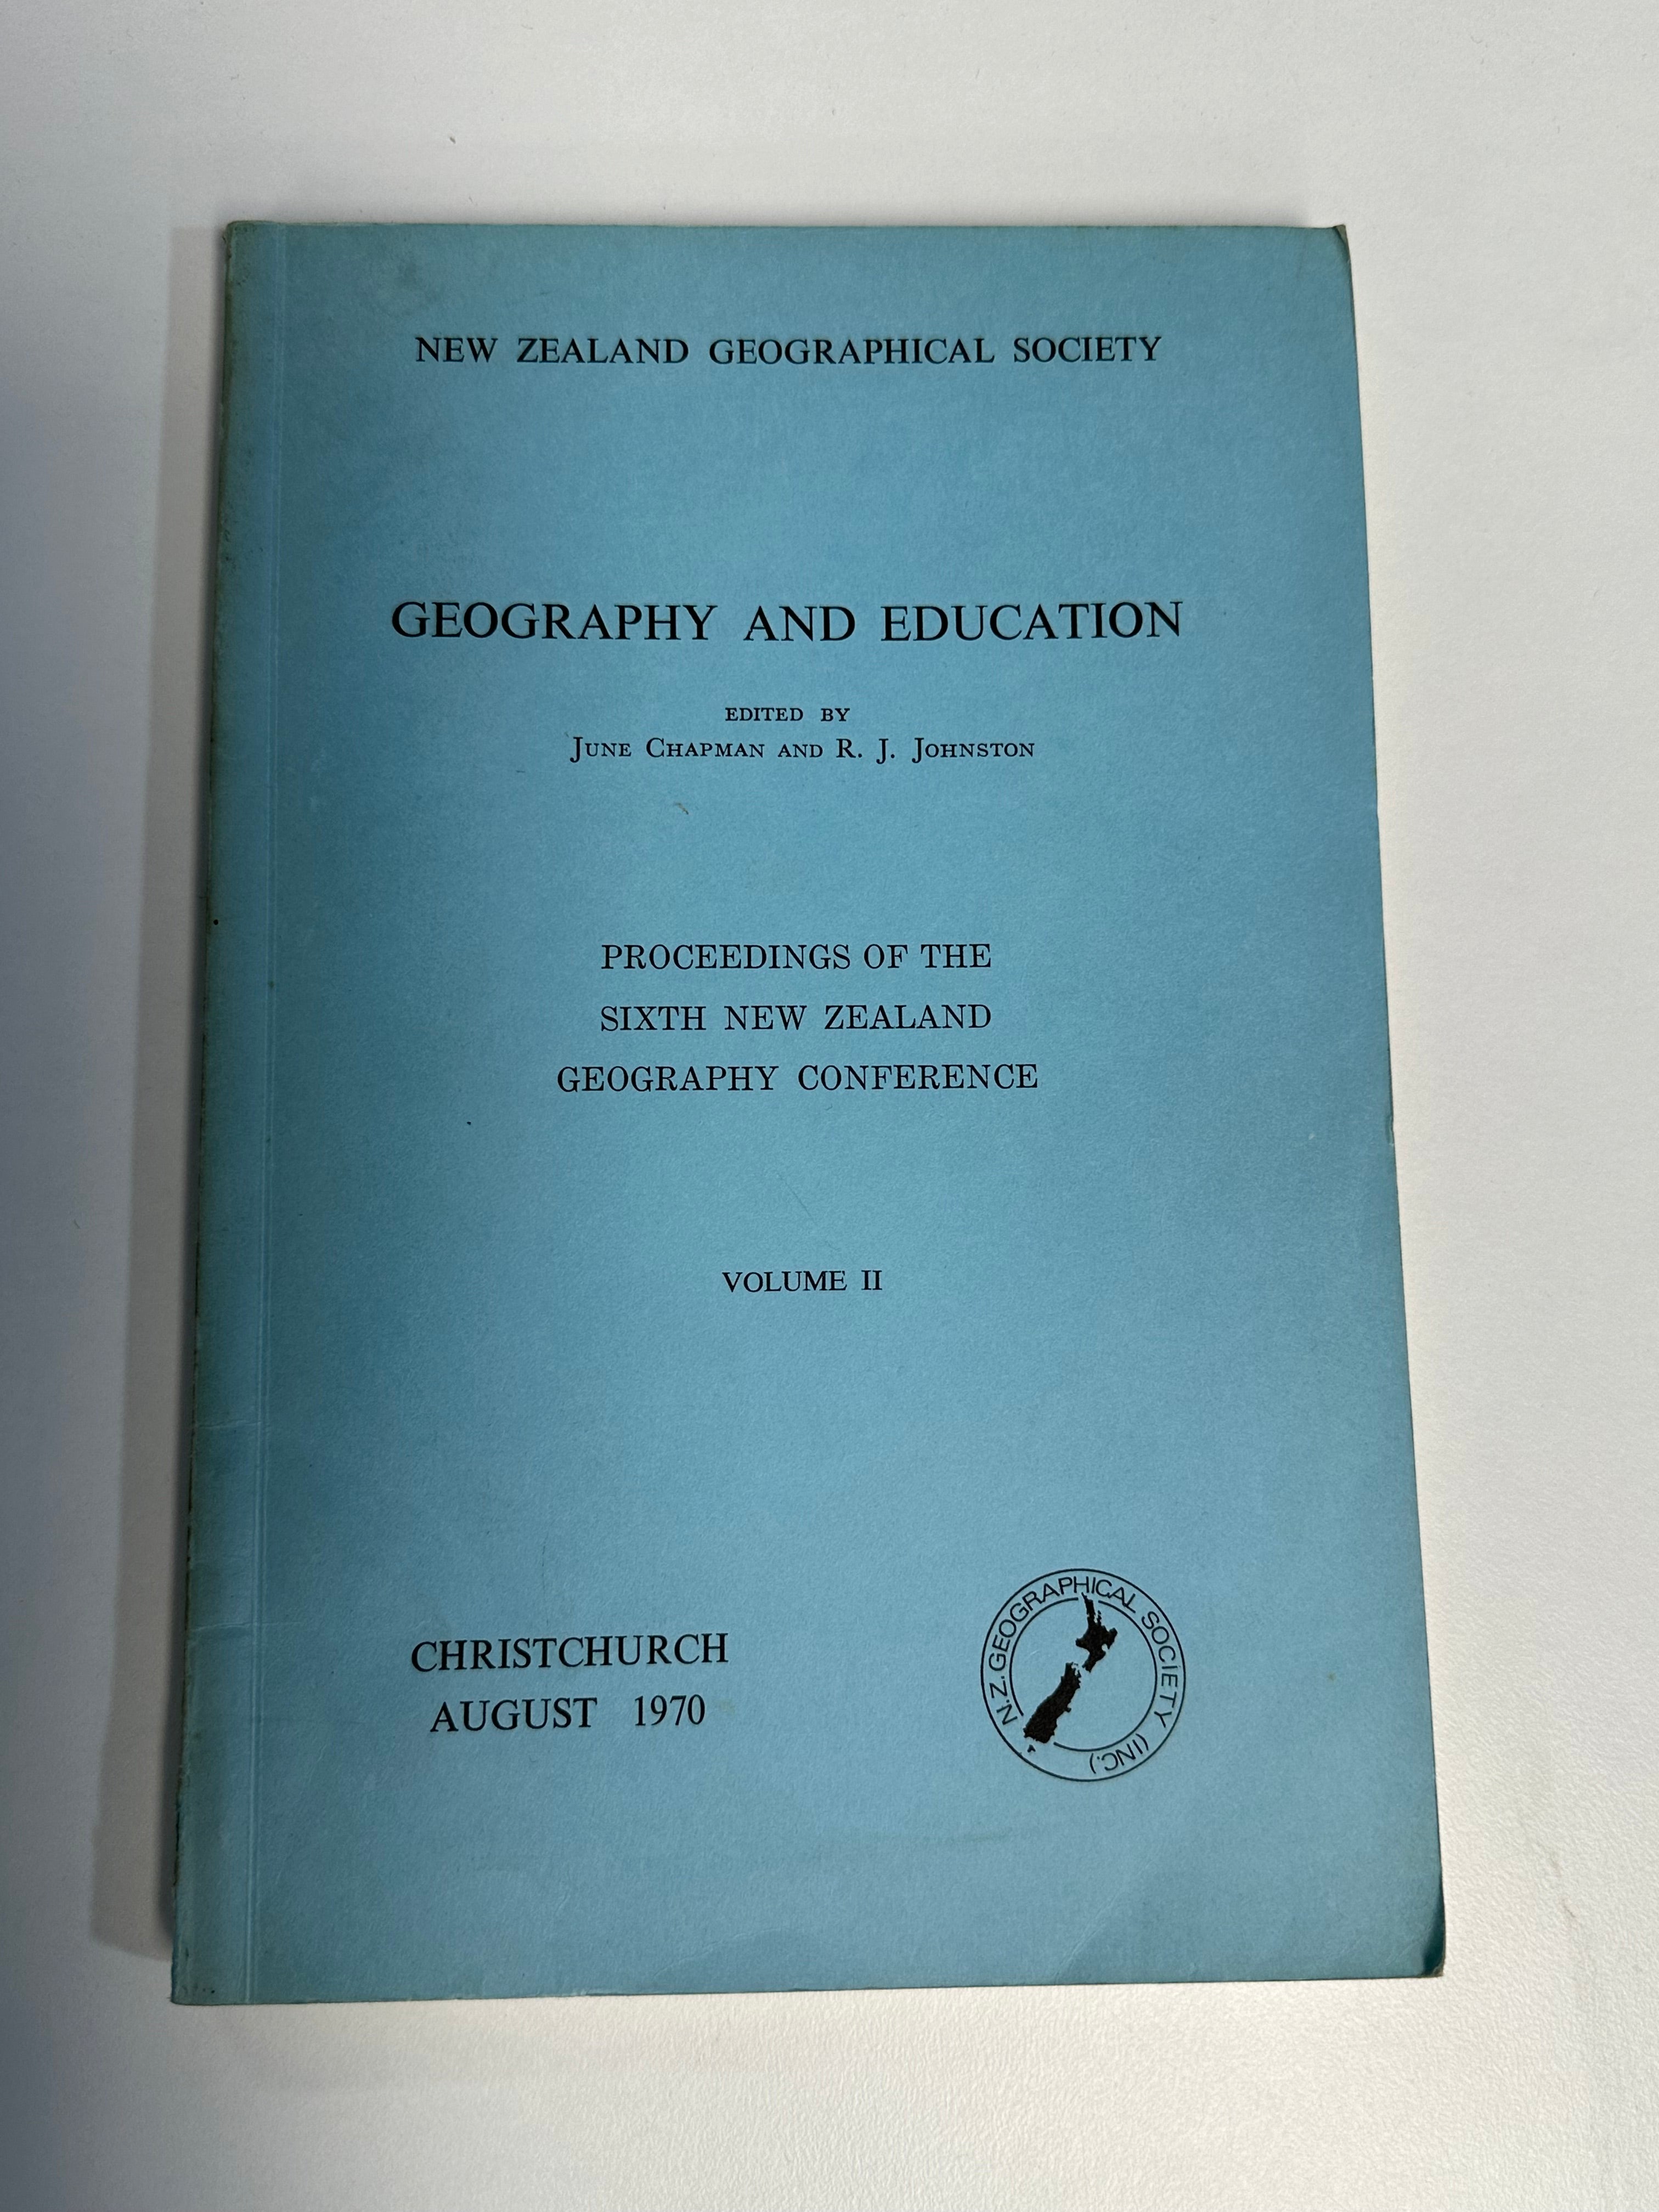 NEW ZEALAND GEOGRAPHICAL SOCIETY
GEOGRAPHY AND EDUCATION
EDITED BY
JUNE CHAPMAN AND R. J. JOHNSTON
PROCEEDINGS OF THE
SIXTH NEW ZEALAND
GEOGRAPHY CONFERENCE
VOLUME II
CHRISTCHURCH
AUGUST 1970
N.Z. GEOGRAPHICAL SOCIETY (INC.)